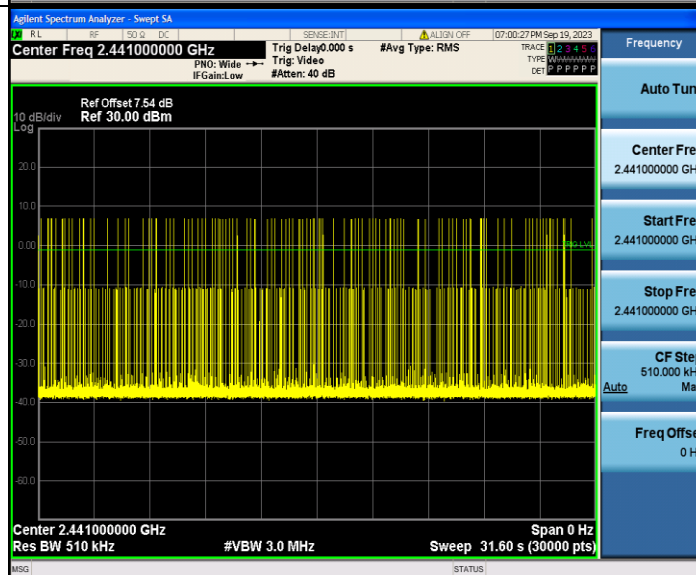 Agilent Spectrum Analyzer - Swept SA
RL RF 50 Ω DC SENSE:INT ALIGN OFF 07:00:27 PM Sep 19, 2023
Center Freq 2.441000000 GHz
PNO: Wide
IFGain:Low
Trig Delay0.000 s
Trig: Video
#Atten: 40 dB
#Avg Type: RMS
TRACE 1 2 3 4 5 6
TYPE
DET P P P P P P
Ref Offset 7.54 dB
10 dB/div Ref 30.00 dBm
Log
20.0
10.0
0.00
-10.0
-20.0
-30.0
-40.0
-50.0
-60.0
Center 2.441000000 GHz Span 0 Hz
Res BW 510 kHz #VBW 3.0 MHz Sweep 31.60 s (30000 pts)
MSG STATUS
Frequency
Auto Tun
Center Fre
2.441000000 GH
Start Fre
2.441000000 GH
Stop Fre
2.441000000 GH
CF Step
510.000 kH
Auto Ma
Freq Offse
0 H